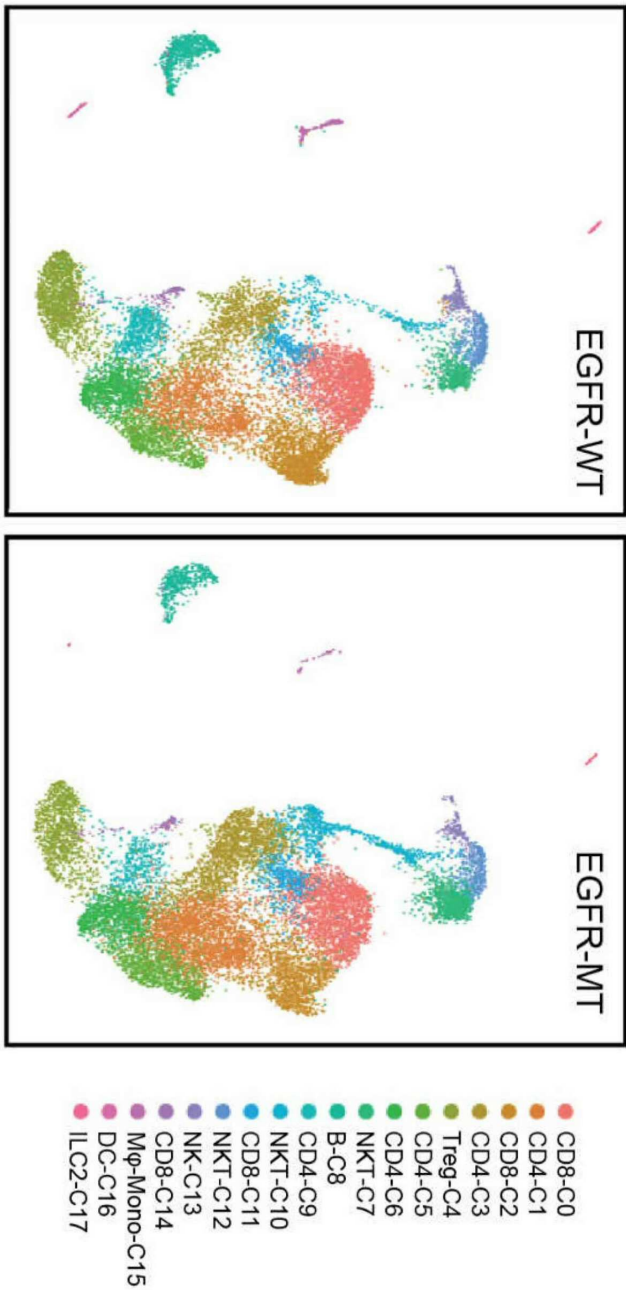 EGFR-WT
EGFR-MT
CD8-C0
CD4-C1
CD8-C2
CD4-C3
Treg-C4
CD4-C5
CD4-C6
NKT-C7
B-C8
CD4-C9
NKT-C10
CD8-C11
NKT-C12
NK-C13
CD8-C14
Mφ-Mono-C15
DC-C16
ILC2-C17